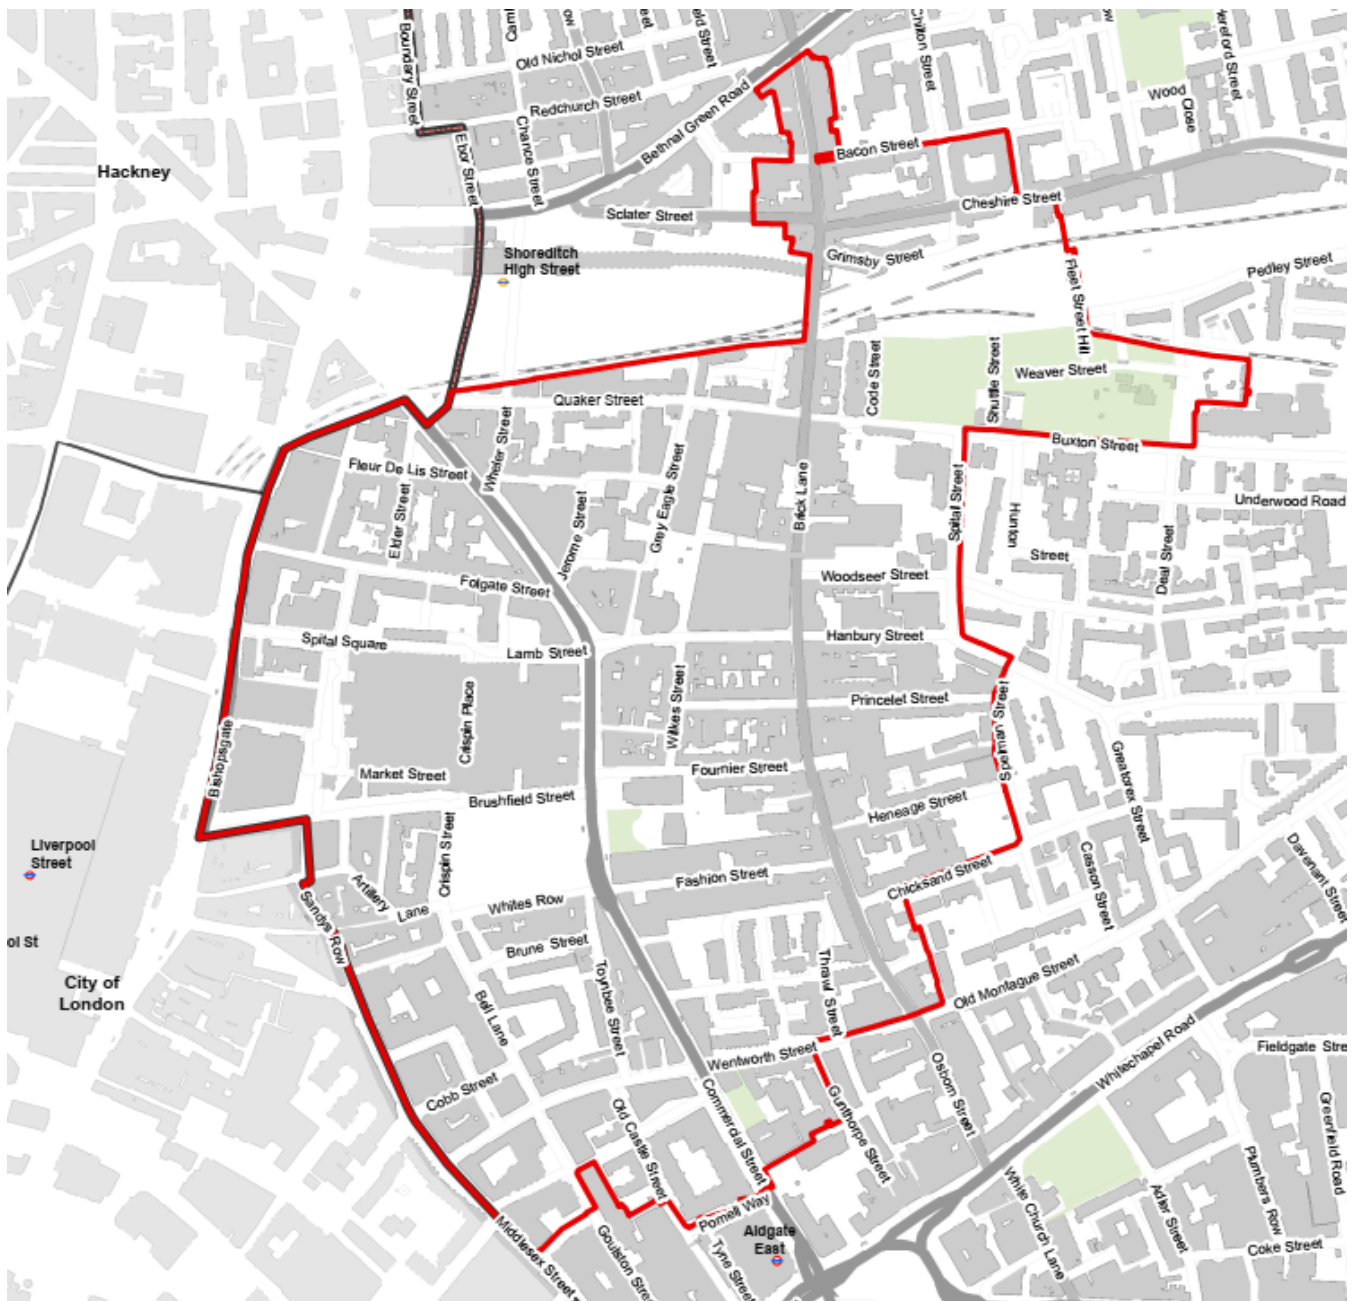 Boundary Street
Old Nichol Street
Redchurch Street
Chance Street
Ebor Street
Bethnal Green Road
Chilton Street
Hereford Street
Wood
Close
Hackney
Bacon Street
Cheshire Street
Sclater Street
Grimsby Street
Shoreditch
High Street
Fleet Street Hill
Pedley Street
Code Street
Shuttle Street
Weaver Street
Quaker Street
Buxton Street
Wheler Street
Fleur De Lis Street
Elder Street
Grey Eagle Street
Jerome Street
Brick Lane
Spital Street
Hunton
Street
Underwood Road
Deal Street
Folgate Street
Woodseer Street
Spital Square
Lamb Street
Hanbury Street
Wilkes Street
Princelet Street
Spelman Street
Crispin Place
Bishopsgate
Market Street
Fournier Street
Brushfield Street
Heneage Street
Greatorex Street
Liverpool
Street
Crispin Street
Artillery
Lane
Fashion Street
Chicksand Street
Casson Street
Davenant Street
Sandys Row
Whites Row
Brune Street
ol St
City of
London
Bell Lane
Toynbee Street
Thrawl Street
Old Montague Street
Wentworth Street
Cobb Street
Old Castle Street
Commercial Street
Gunthorpe Street
Osborn Street
Whitechapel Road
Fieldgate Stre
Greenfield Road
Plumbers Row
Adler Street
White Church Lane
Coke Street
Pomell Way
Aldgate
East
Middlesex Street
Goulston Stree
Tyne Street